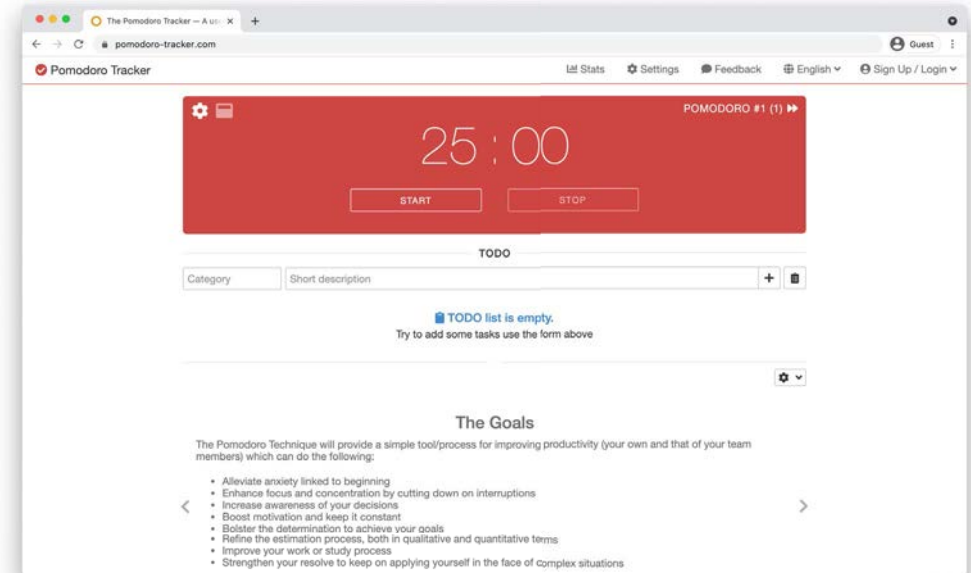 The Pomodoro Tracker — A us
pomodoro-tracker.com
Guest
Pomodoro Tracker
Stats Settings Feedback English Sign Up / Login
POMODORO #1 (1)
25 : 00
START STOP
TODO
Category Short description +
TODO list is empty.
Try to add some tasks use the form above
The Goals
The Pomodoro Technique will provide a simple tool/process for improving productivity (your own and that of your team
members) which can do the following:
• Alleviate anxiety linked to beginning
• Enhance focus and concentration by cutting down on interruptions
• Increase awareness of your decisions
• Boost motivation and keep it constant
• Bolster the determination to achieve your goals
• Refine the estimation process, both in qualitative and quantitative terms
• Improve your work or study process
• Strengthen your resolve to keep on applying yourself in the face of complex situations